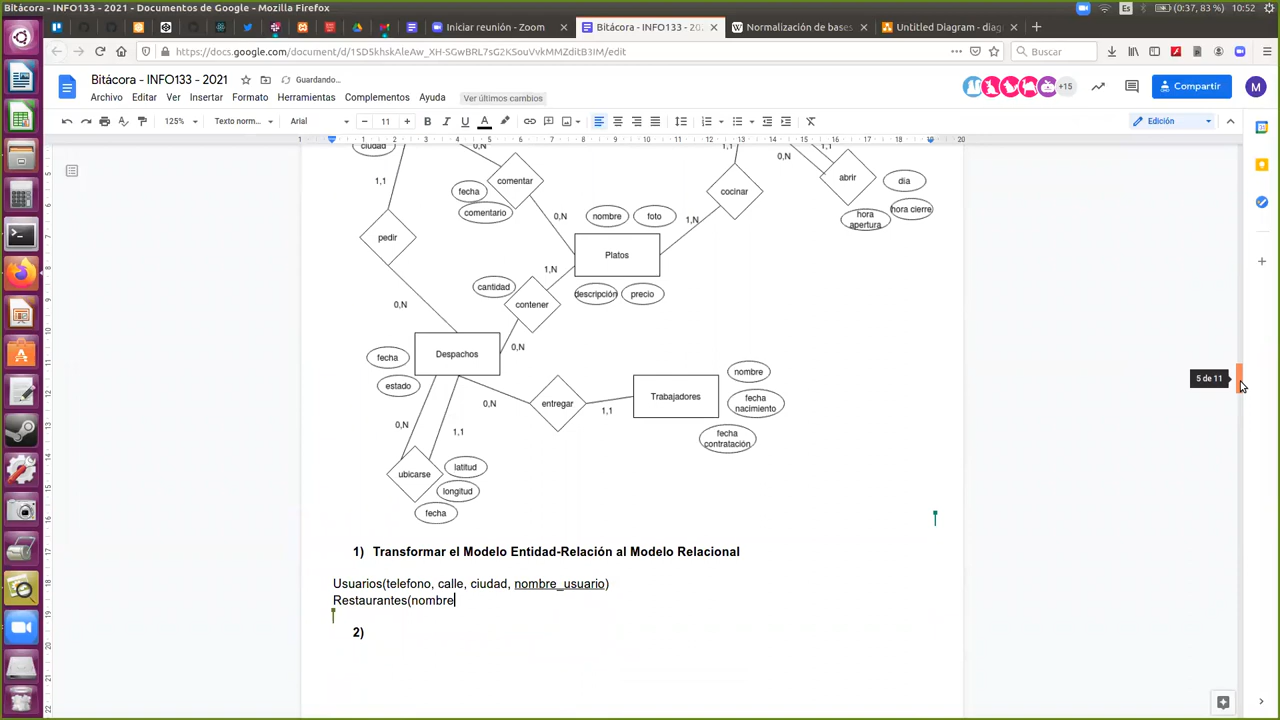 Bitácora - INFO133 - 2021 - Documentos de Google - Mozilla Firefox
Es
(0:37, 83 %)
10:52
Iniciar reunión - Zoom
Bitácora - INFO133 - 20
Normalización de bases
Untitled Diagram - diag
https://docs.google.com/document/d/1SD5khskAleAw_XH-SGwBRL7sG2KSouVvkMMZditB3IM/edit
Buscar
Bitácora - INFO133 - 2021
Guardando…
+15
Compartir
M
Archivo Editar Ver Insertar Formato Herramientas Complementos Ayuda
Ver últimos cambios
125%
Texto norm...
Arial
11
Edición
ciudad
0,N
1,1
0,N
1,1
comentar
fecha
comentario
cocinar
abrir
dia
hora cierre
hora
apertura
pedir
0,N
nombre
foto
1,N
Platos
1,N
cantidad
descripción
precio
contener
0,N
0,N
Despachos
fecha
estado
0,N
entregar
1,1
Trabajadores
nombre
fecha
nacimiento
fecha
contratación
0,N
1,1
ubicarse
latitud
longitud
fecha
5 de 11
1) Transformar el Modelo Entidad-Relación al Modelo Relacional
Usuarios(telefono, calle, ciudad, nombre_usuario)
Restaurantes(nombre
2)